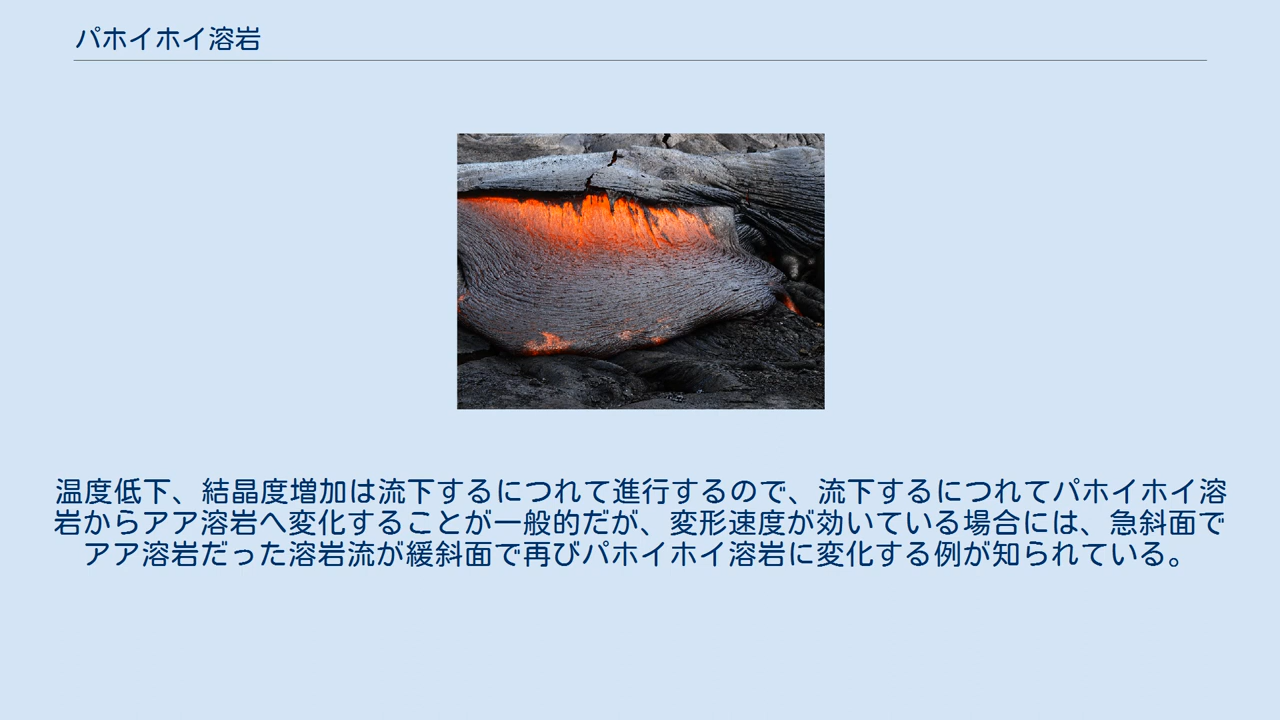 パホイホイ溶岩
温度低下、結晶度増加は流下するにつれて進行するので、流下するにつれてパホイホイ溶
岩からアア溶岩へ変化することが一般的だが、変形速度が効いている場合には、急斜面で
アア溶岩だった溶岩流が緩斜面で再びパホイホイ溶岩に変化する例が知られている。